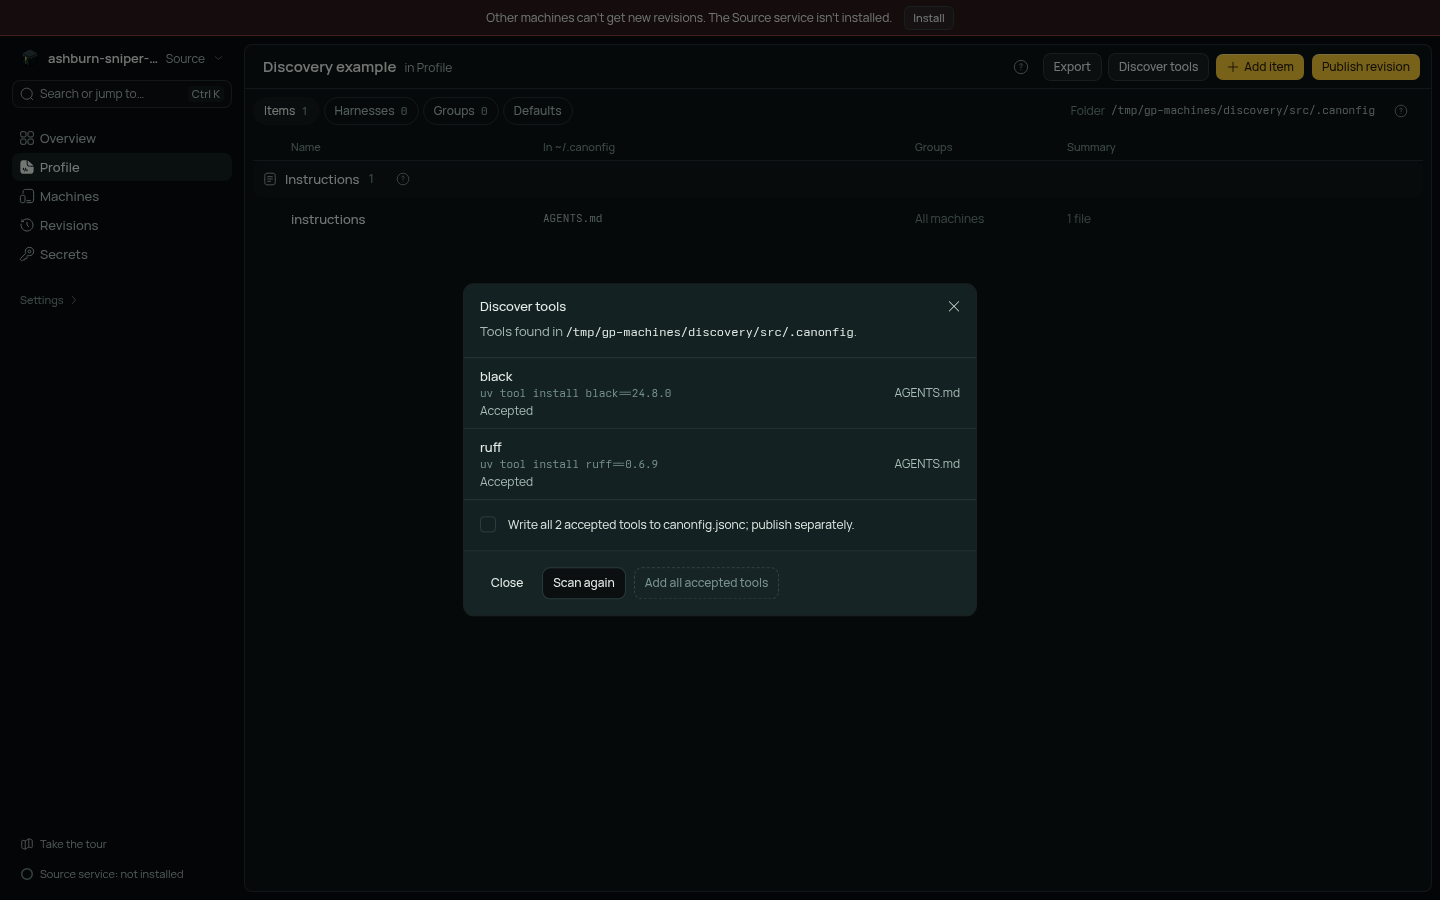 Other machines can't get new revisions. The Source service isn't installed. Install
ashburn-sniper-... Source
Search or jump to... Ctrl K
Overview
Profile
Machines
Revisions
Secrets
Settings
Take the tour
Source service: not installed
Discovery example in Profile
Export Discover tools Add item Publish revision
Items 1 Harnesses 0 Groups 0 Defaults
Folder /tmp/gp-machines/discovery/src/.canonfig
Name In ~/.canonfig Groups Summary
Instructions 1
instructions AGENTS.md All machines 1 file
Discover tools
Tools found in /tmp/gp-machines/discovery/src/.canonfig.
black
uv tool install black==24.8.0 AGENTS.md
Accepted
ruff
uv tool install ruff==0.6.9 AGENTS.md
Accepted
Write all 2 accepted tools to canonfig.jsonc; publish separately.
Close Scan again Add all accepted tools